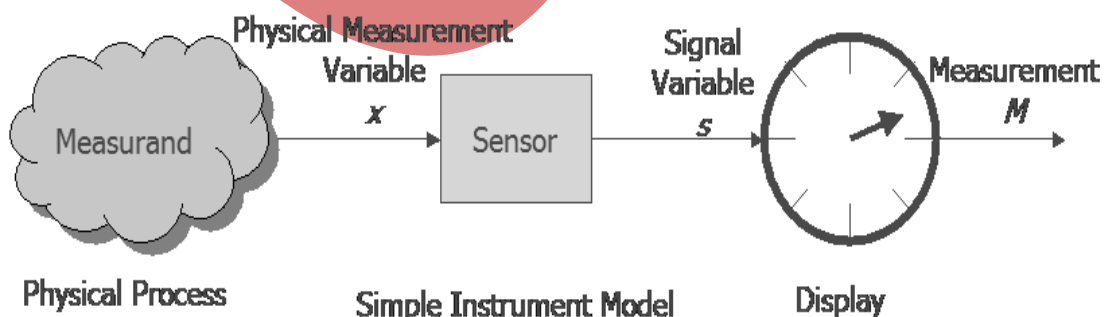 Physical Measurement
Variable
x
Signal
Variable
s
Measurement
M
Measurand
Sensor
Physical Process
Simple Instrument Model
Display